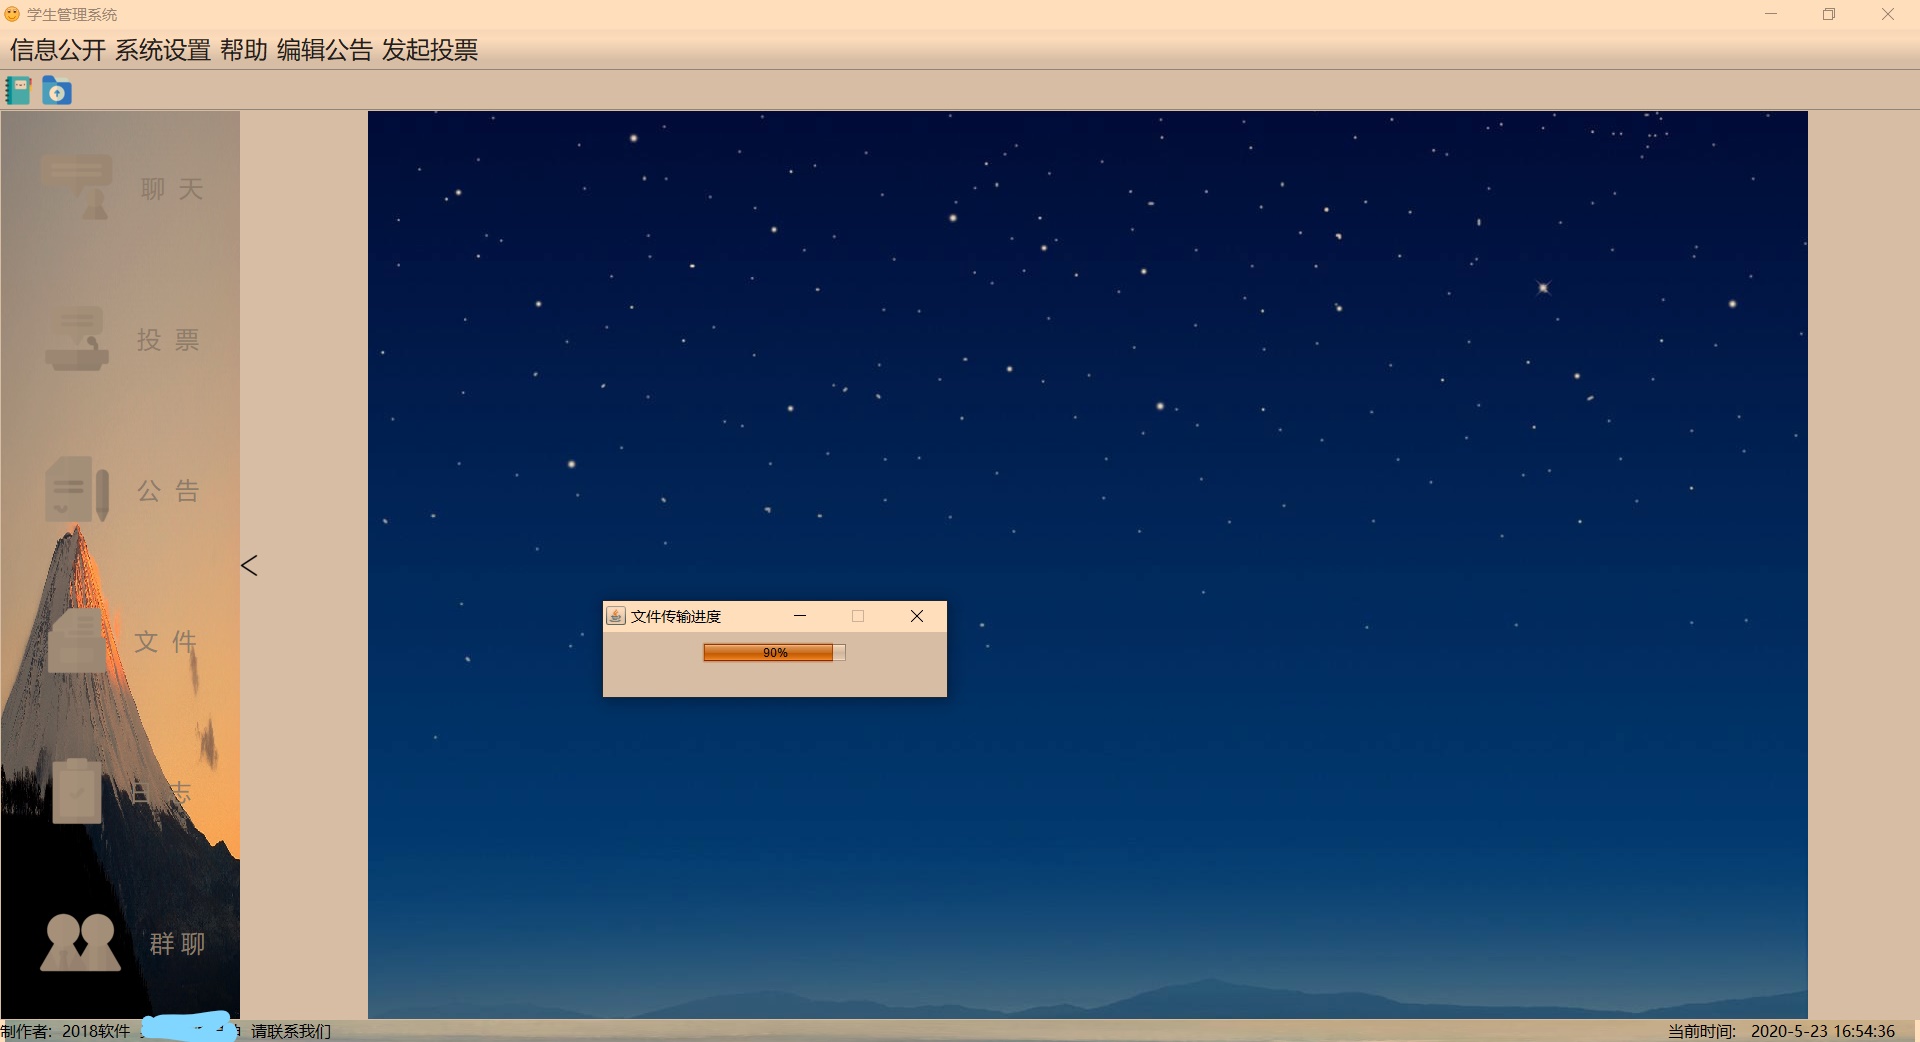 学生管理系统
信息公开 系统设置 帮助 编辑公告 发起投票
聊 天
投 票
公 告
<
文件传输进度
90%
文 件
日 志
群 聊
制作者: 2018软件 请联系我们
当前时间: 2020-5-23 16:54:36